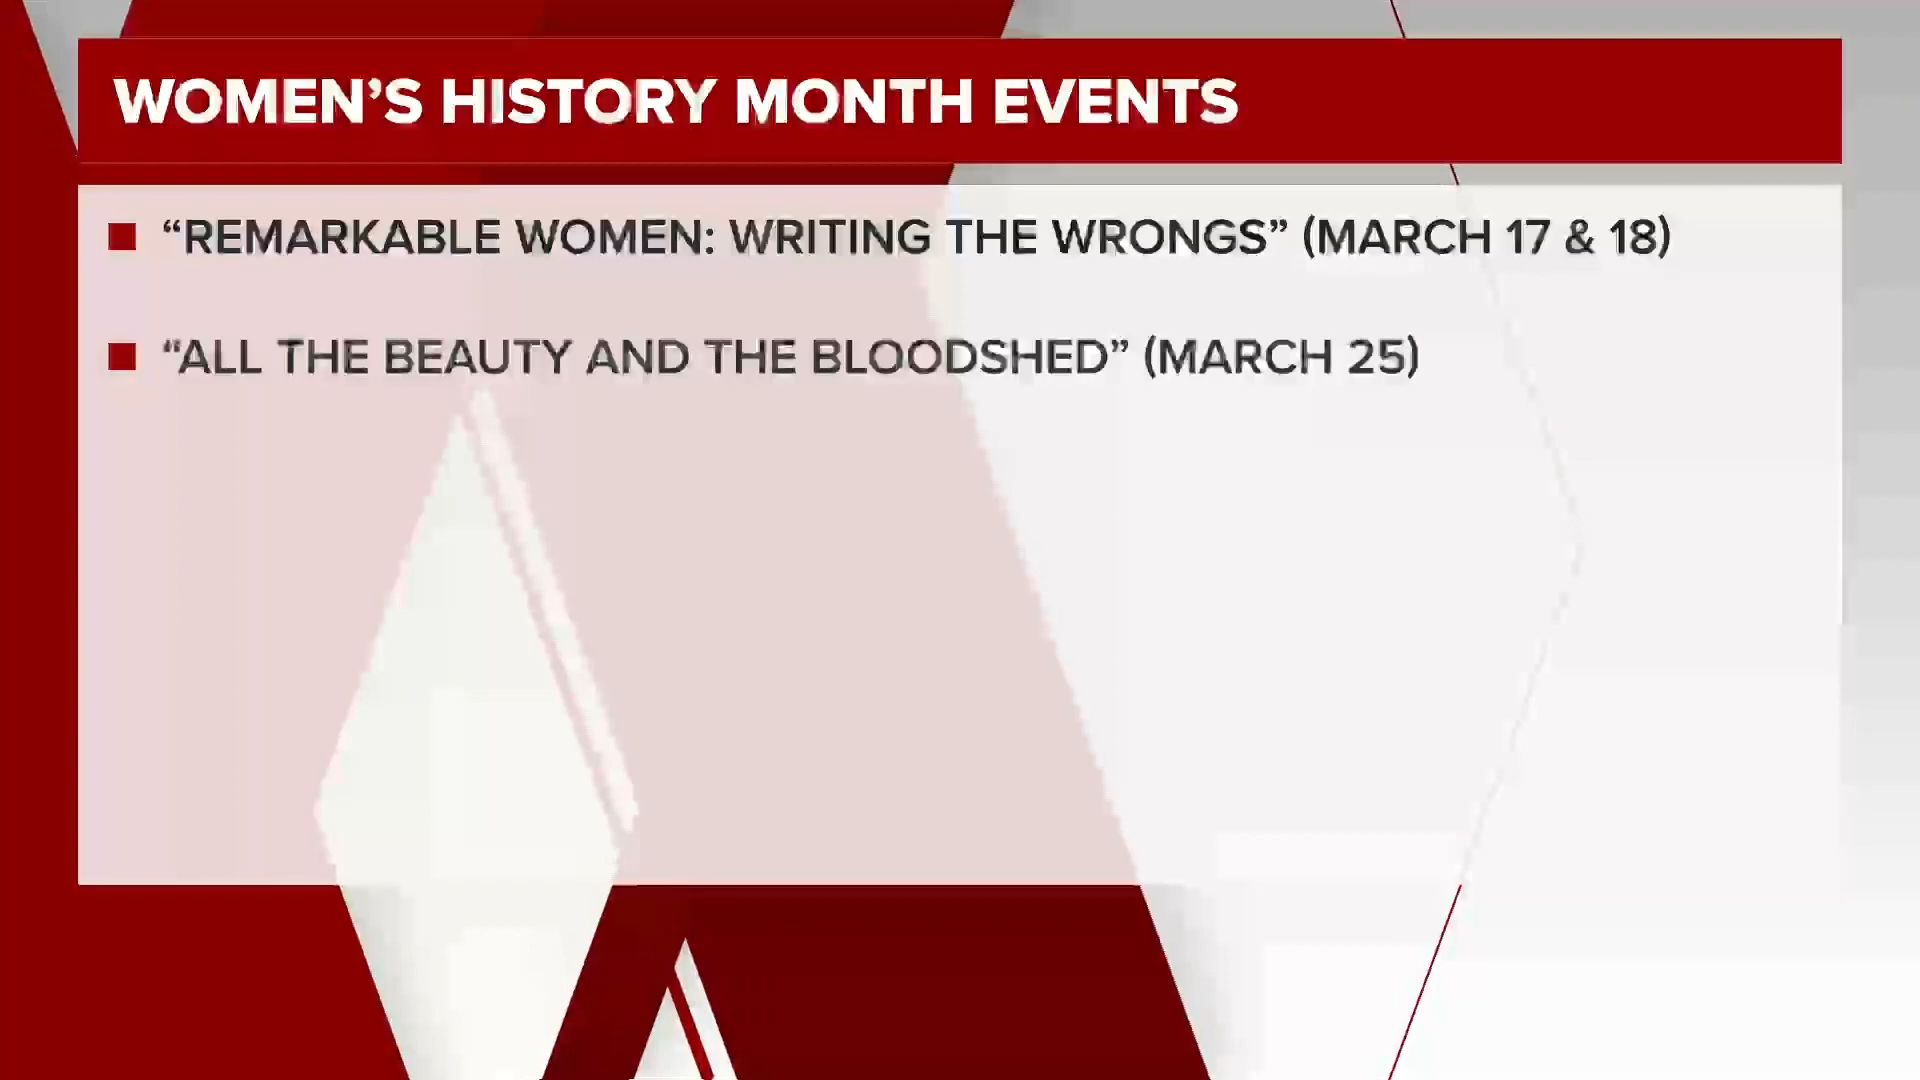 WOMEN’S HISTORY MONTH EVENTS
“REMARKABLE WOMEN: WRITING THE WRONGS” (MARCH 17 & 18)
“ALL THE BEAUTY AND THE BLOODSHED” (MARCH 25)